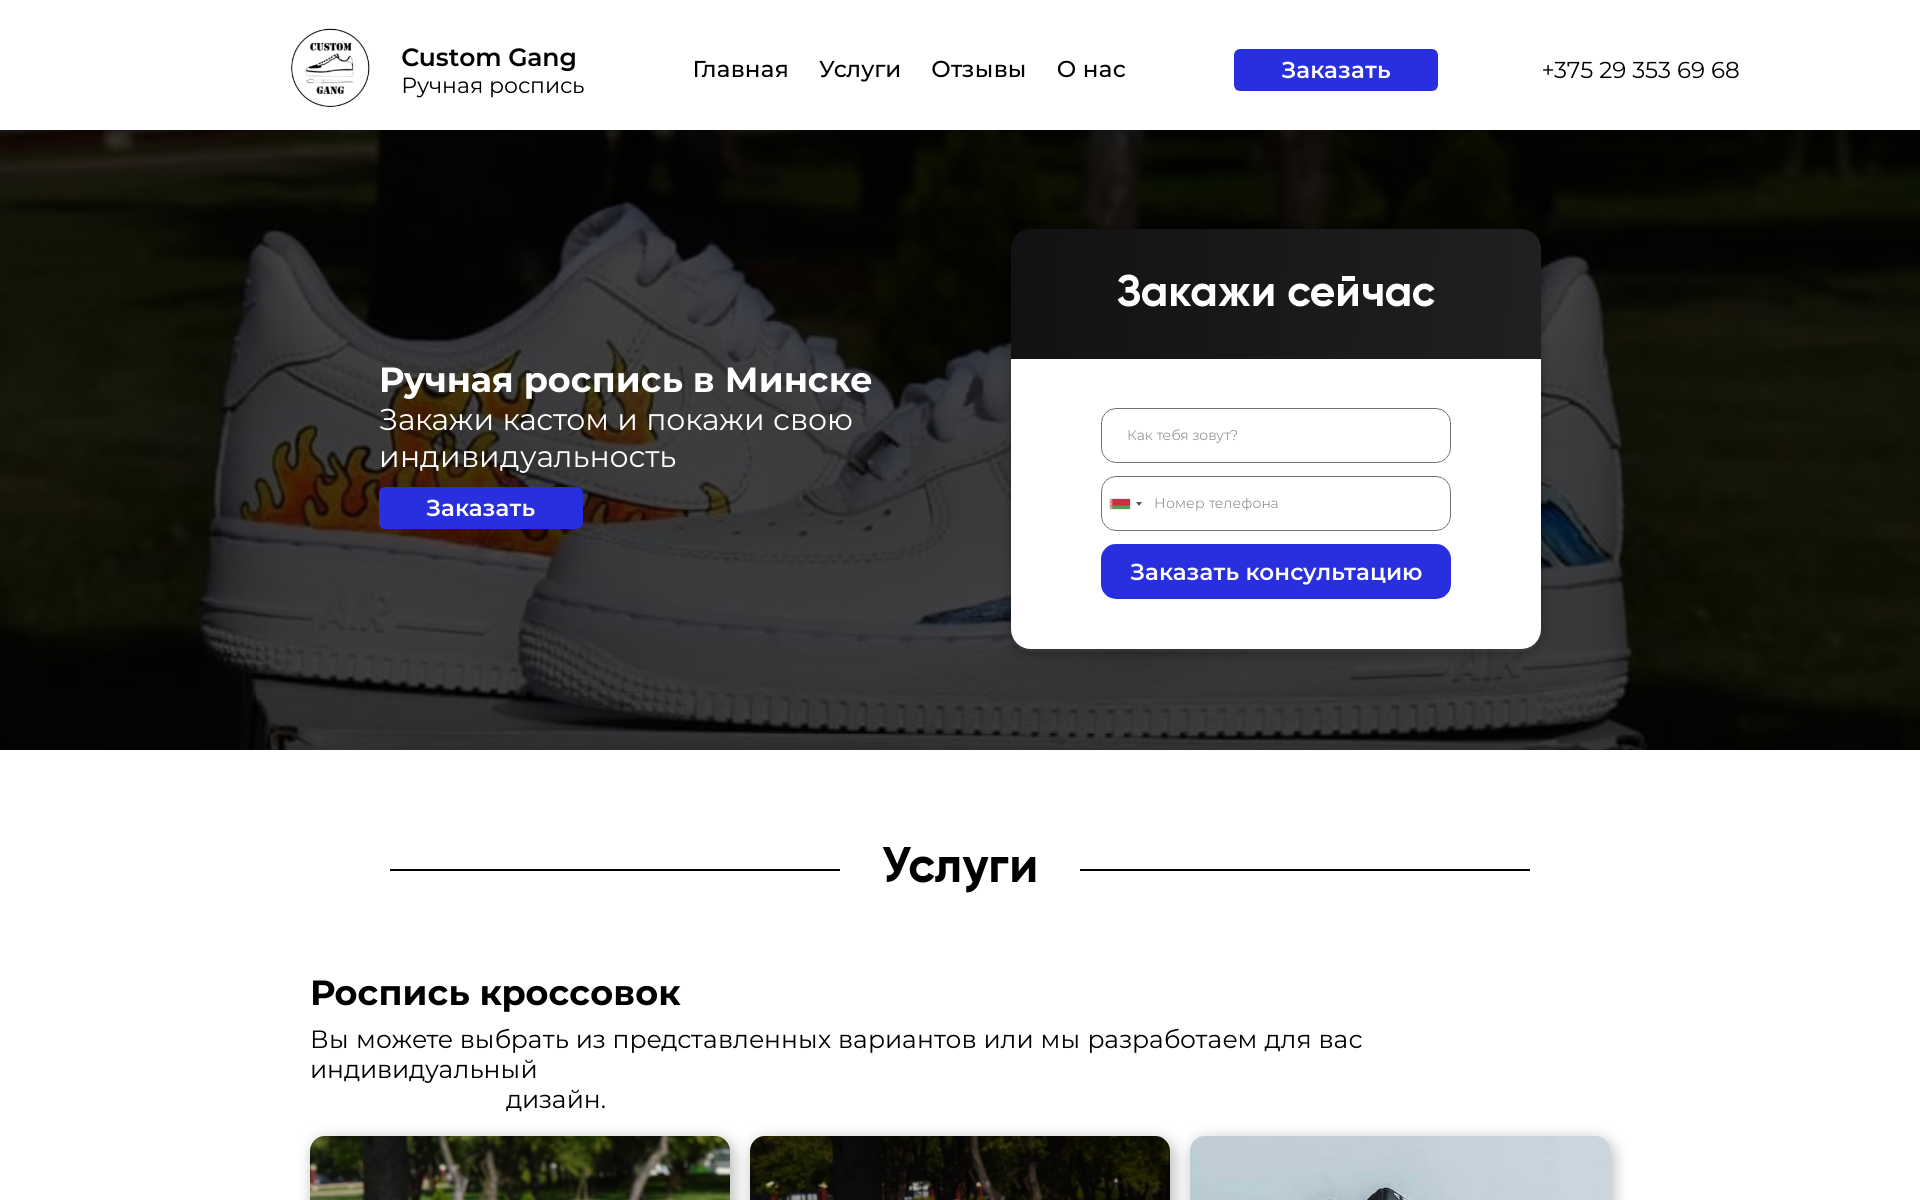 CUSTOM
GANG
Custom Gang
Ручная роспись
Главная
Услуги
Отзывы
О нас
Заказать
+375 29 353 69 68
Ручная роспись в Минске
Закажи кастом и покажи свою
индивидуальность
Заказать
Закажи сейчас
Как тебя зовут?
Номер телефона
Заказать консультацию
AIR
AIR
Услуги
Роспись кроссовок
Вы можете выбрать из представленных вариантов или мы разработаем для вас
индивидуальный
дизайн.